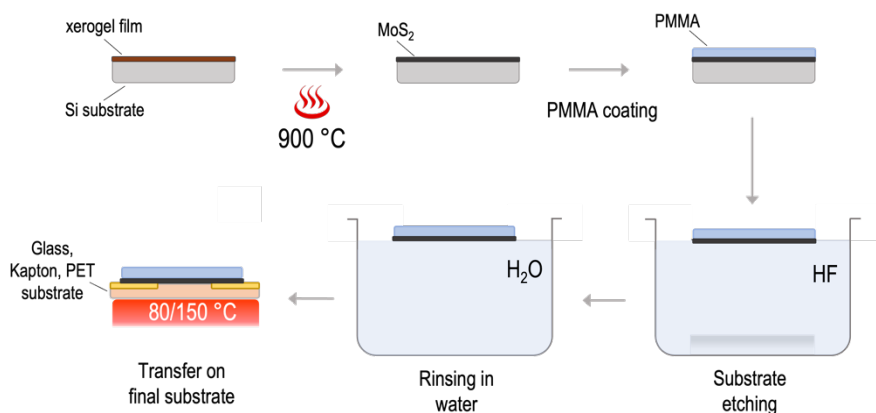 xerogel film
Si substrate
900 °C
MoS₂
PMMA coating
PMMA
Glass,
Kapton, PET
substrate
80/150 °C
Transfer on
final substrate
H₂O
Rinsing in
water
HF
Substrate
etching